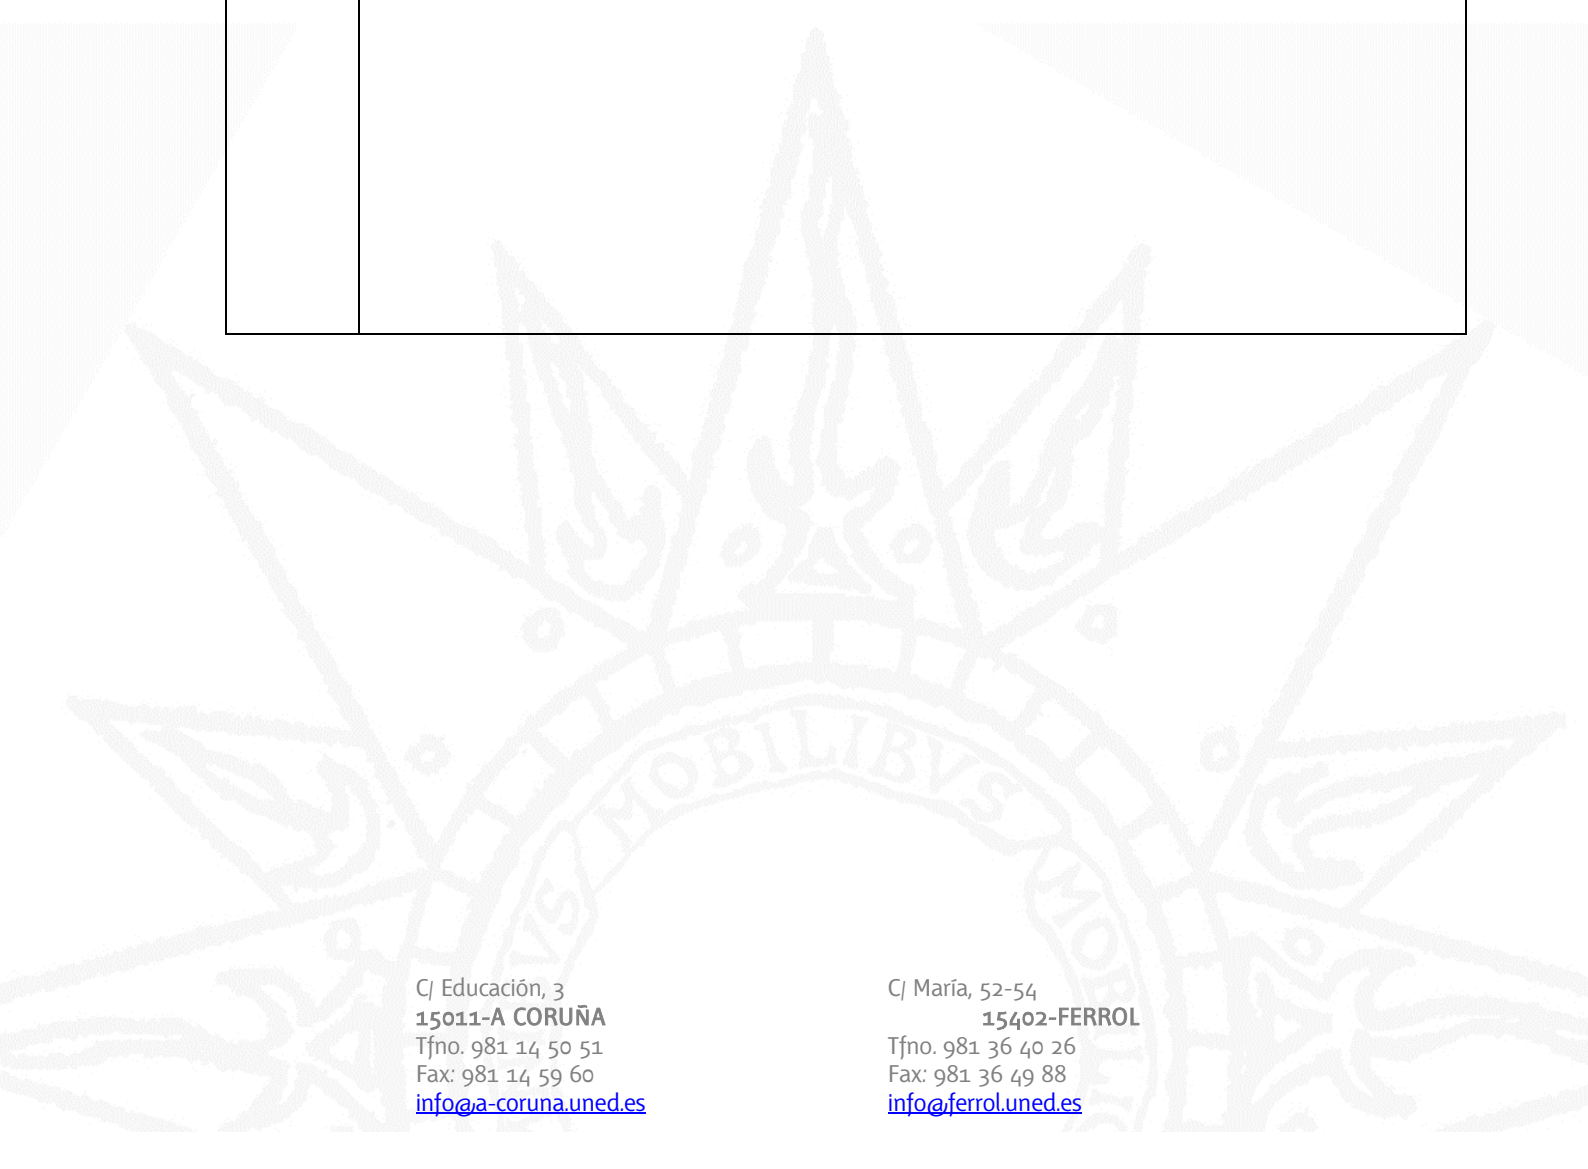 MOBILIBVS
C/ Educación, 3
15011-A CORUÑA
Tfno. 981 14 50 51
Fax: 981 14 59 60
info@a-coruna.uned.es
C/ María, 52-54
15402-FERROL
Tfno. 981 36 40 26
Fax: 981 36 49 88
info@ferrol.uned.es